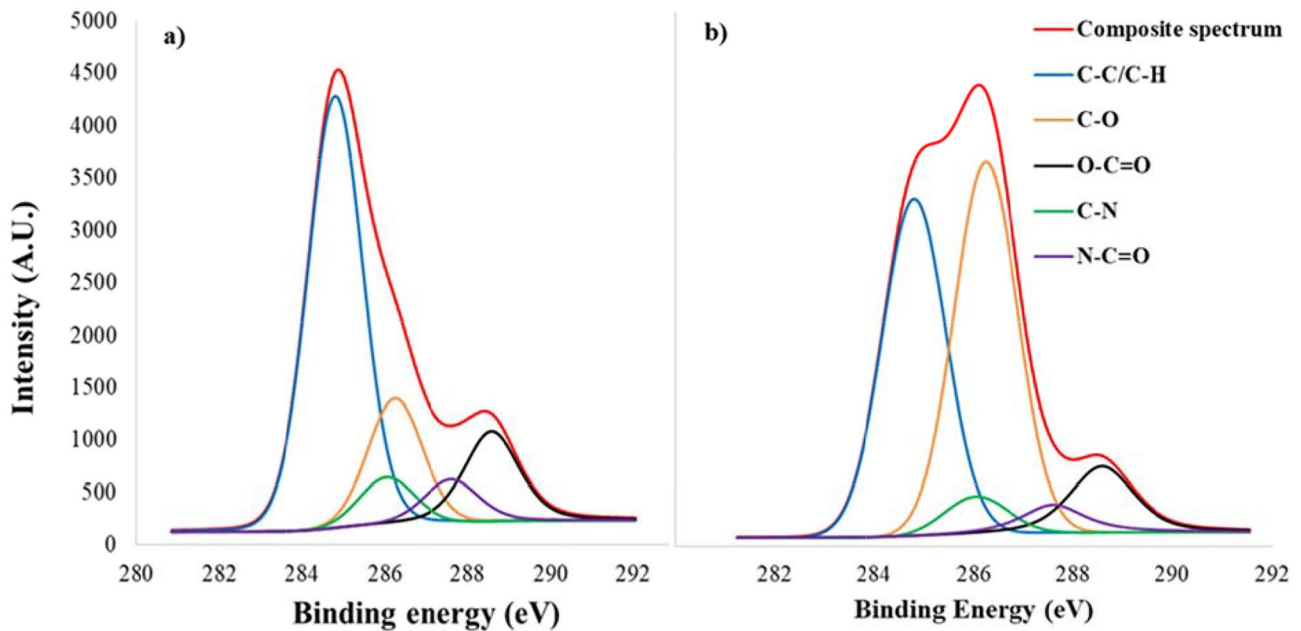 a)
5000
4500
4000
3500
3000
2500
2000
1500
1000
500
0
Intensity (A.U.)
280 282 284 286 288 290 292
Binding energy (eV)
b)
Composite spectrum
C-C/C-H
C-O
O-C=O
C-N
N-C=O
282 284 286 288 290 292
Binding Energy (eV)